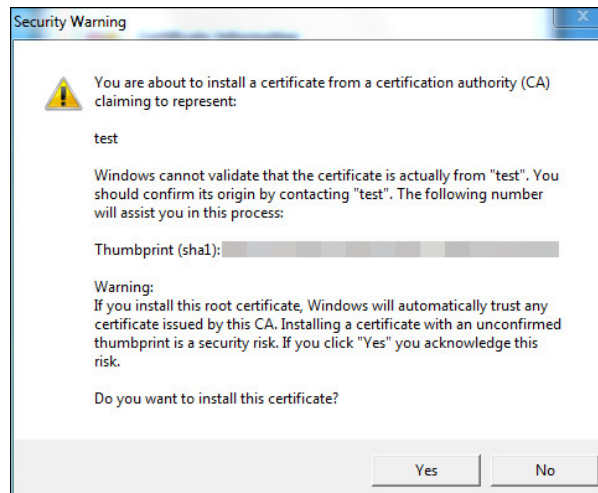 Security Warning
You are about to install a certificate from a certification authority (CA)
claiming to represent:
test
Windows cannot validate that the certificate is actually from "test". You
should confirm its origin by contacting "test". The following number
will assist you in this process:
Thumbprint (sha1):
Warning:
If you install this root certificate, Windows will automatically trust any
certificate issued by this CA. Installing a certificate with an unconfirmed
thumbprint is a security risk. If you click "Yes" you acknowledge this
risk.
Do you want to install this certificate?
Yes No